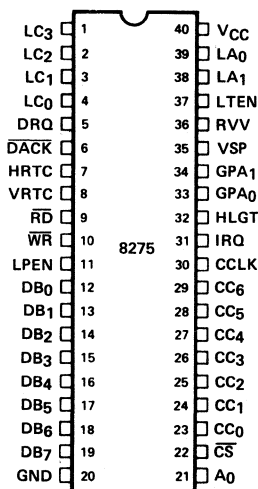 LC3 1 40 VCC
LC2 2 39 LA0
LC1 3 38 LA1
LC0 4 37 LTEN
DRQ 5 36 RVV
D̅A̅C̅K̅ 6 35 VSP
HRTC 7 34 GPA1
VRTC 8 33 GPA0
R̅D̅ 9 32 HLGT
W̅R̅ 10 31 IRQ
8275
LPEN 11 30 CCLK
DB0 12 29 CC6
DB1 13 28 CC5
DB2 14 27 CC4
DB3 15 26 CC3
DB4 16 25 CC2
DB5 17 24 CC1
DB6 18 23 CC0
DB7 19 22 C̅S̅
GND 20 21 A0